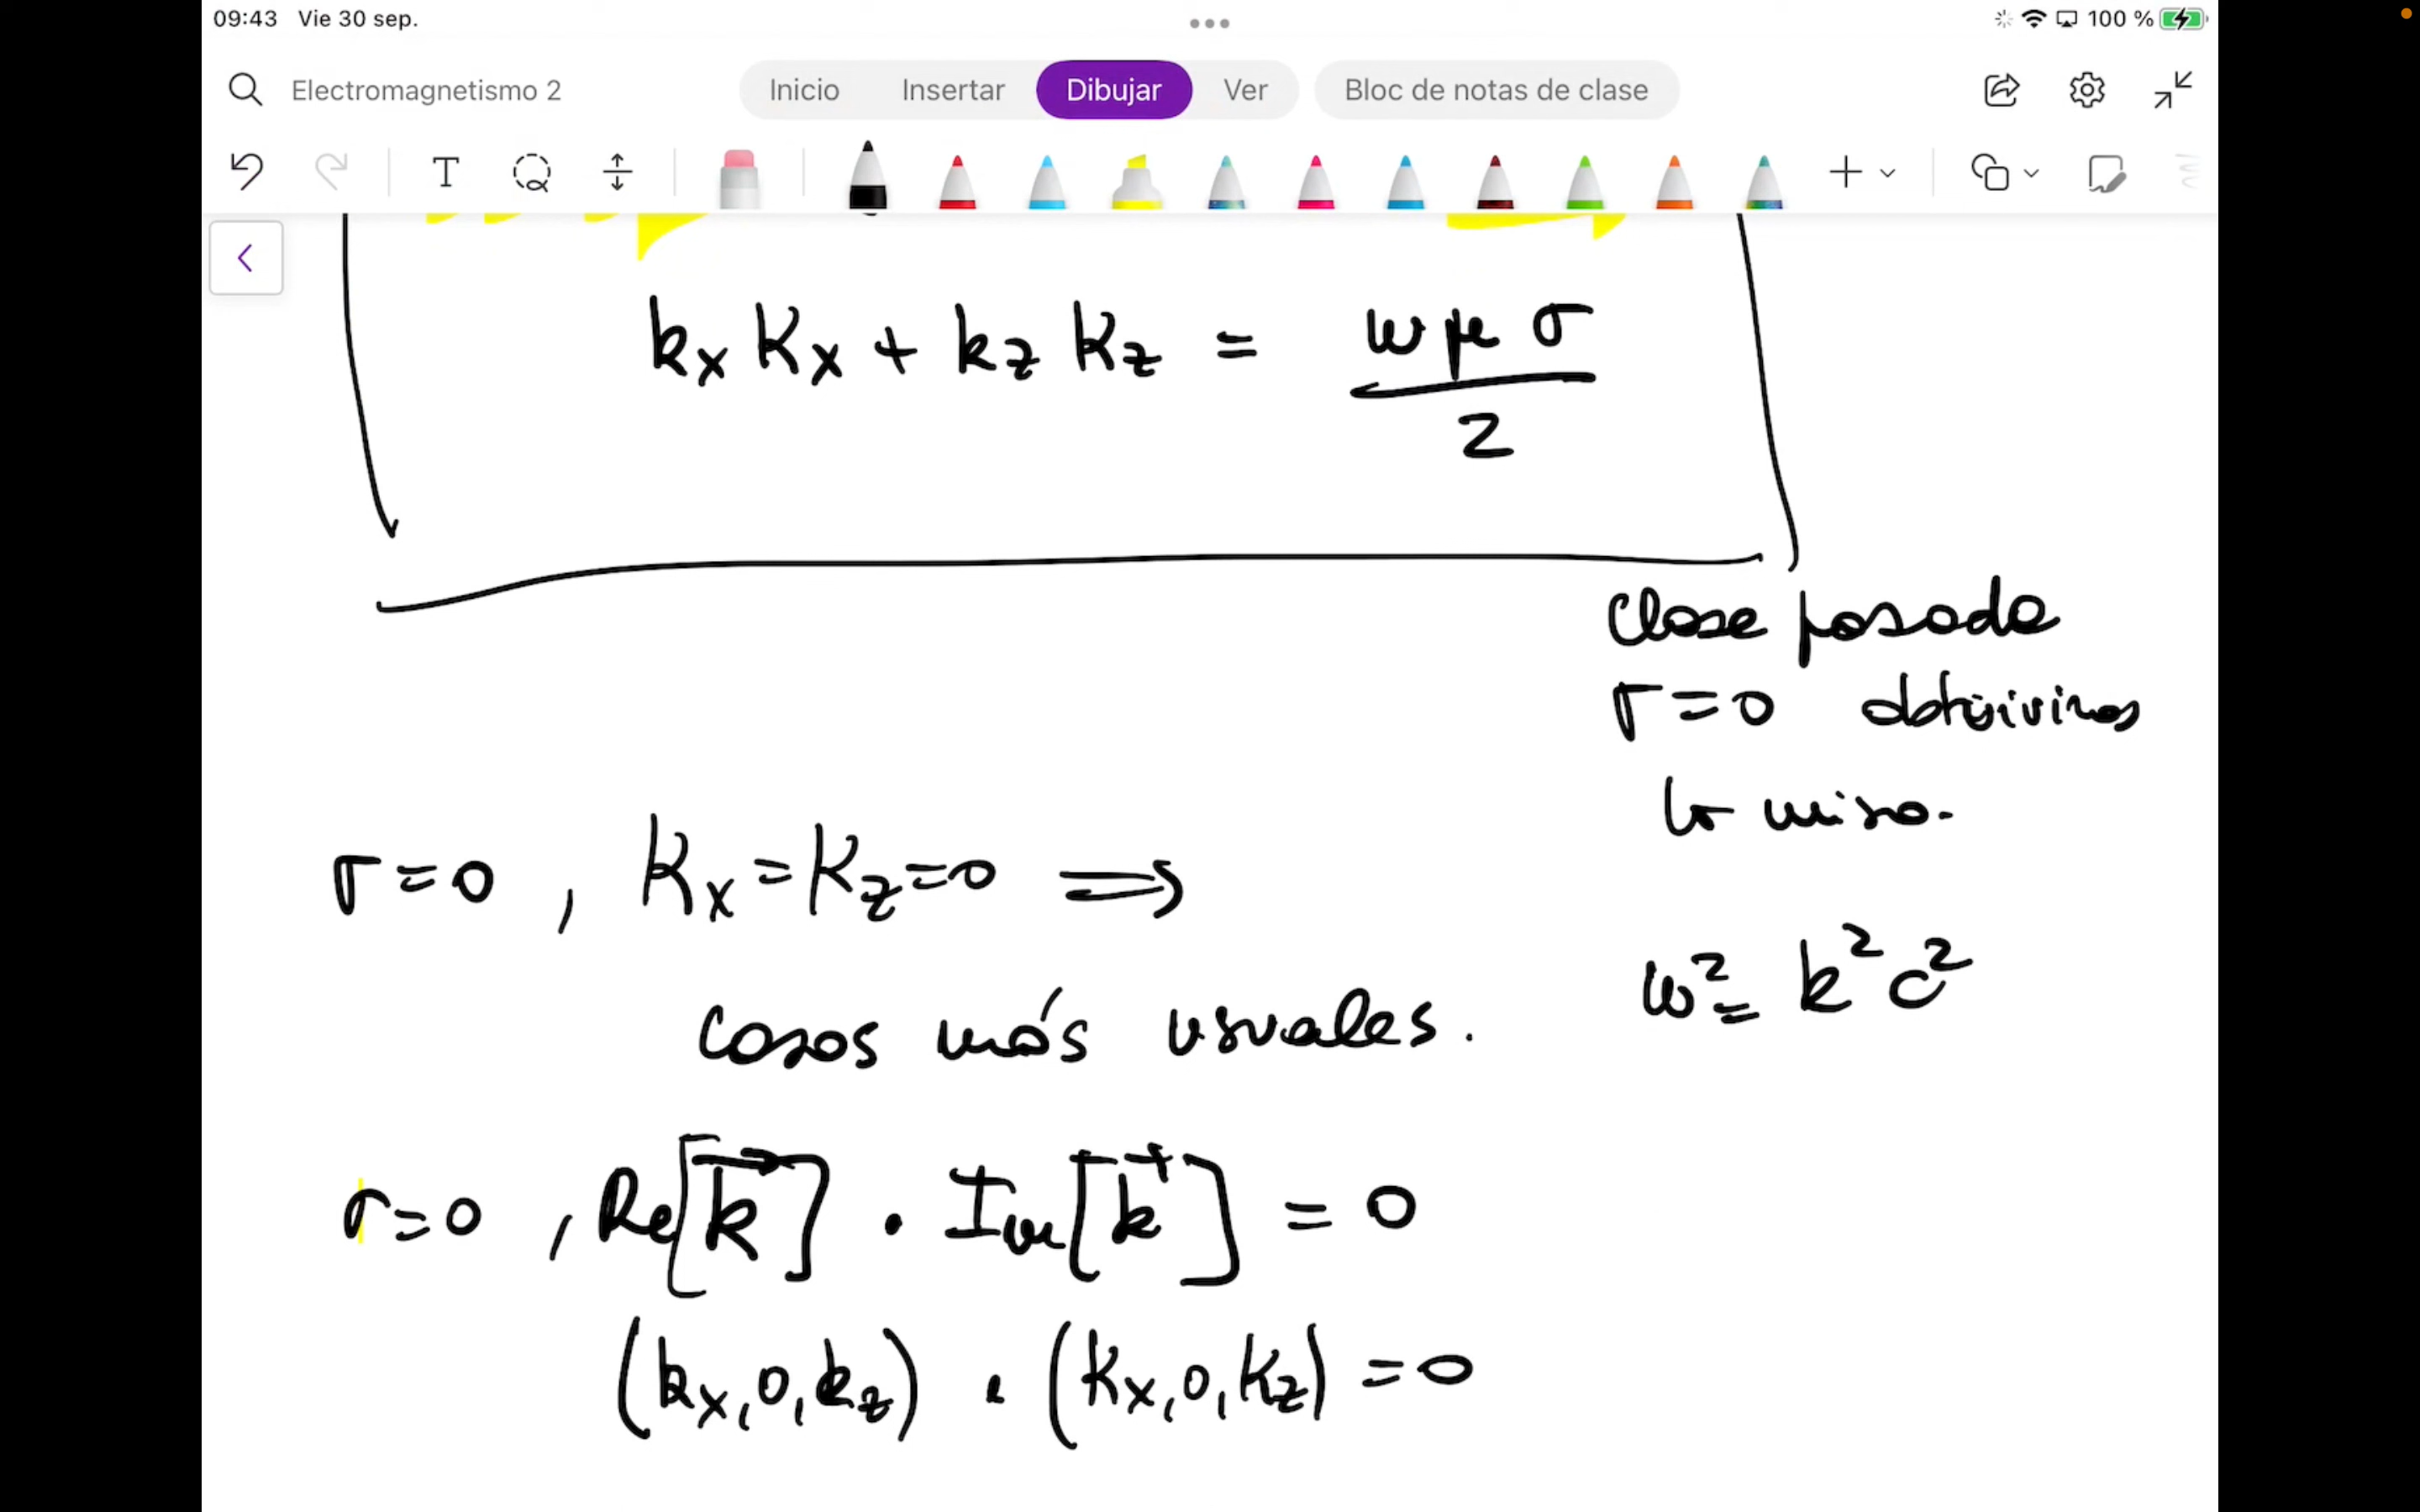 09:43 Vie 30 sep.
100 %
Electromagnetismo 2
Inicio Insertar Dibujar Ver Bloc de notas de clase
T
kx Kx + kz Kz = ωμσ / 2
Clase pasada
σ=0 obtuvimos
lo mismo.
σ=0 , Kx=Kz=0 ⟹
casos más usuales.
ω²= k²c²
σ=0 , Re[k⃗] · Im[k⃗] = 0
(kx,0,kz) · (Kx,0,Kz) =0